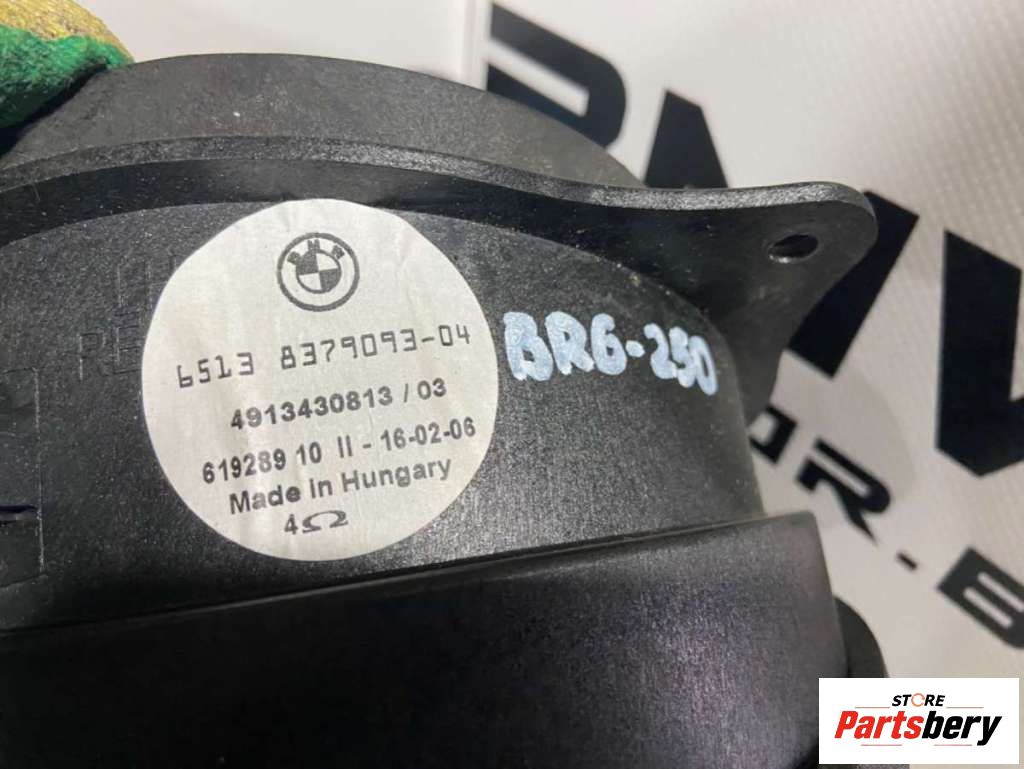 BMW
6513 8379093-04
4913430813 / 03
619289 10 II - 16-02-06
Made in Hungary
4Ω
BR6-250
STORE
Partsbery